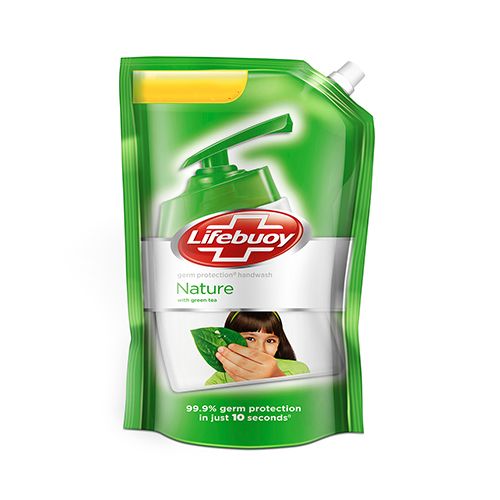 Lifebuoy
germ protection* handwash
Nature
with green tea
99.9% germ protection
in just 10 seconds*